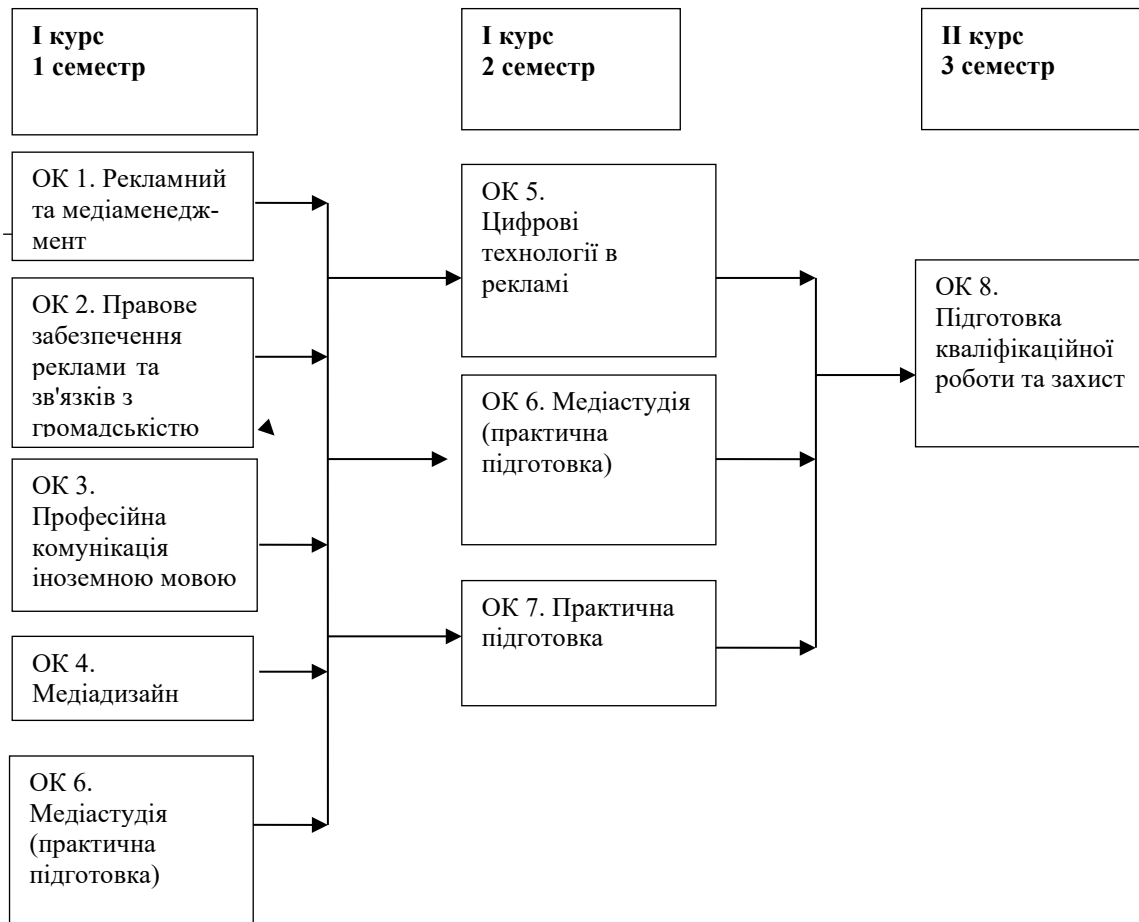 І курс
1 семестр
І курс
2 семестр
ІІ курс
3 семестр
ОК 1. Рекламний
та медіаменедж-
мент
ОК 2. Правове
забезпечення
реклами та
зв'язків з
громадськістю
ОК 3.
Професійна
комунікація
іноземною мовою
ОК 4.
Медіадизайн
ОК 6.
Медіастудія
(практична
підготовка)
ОК 5.
Цифрові
технології в
рекламі
ОК 6. Медіастудія
(практична
підготовка)
ОК 7. Практична
підготовка
ОК 8.
Підготовка
кваліфікаційної
роботи та захист